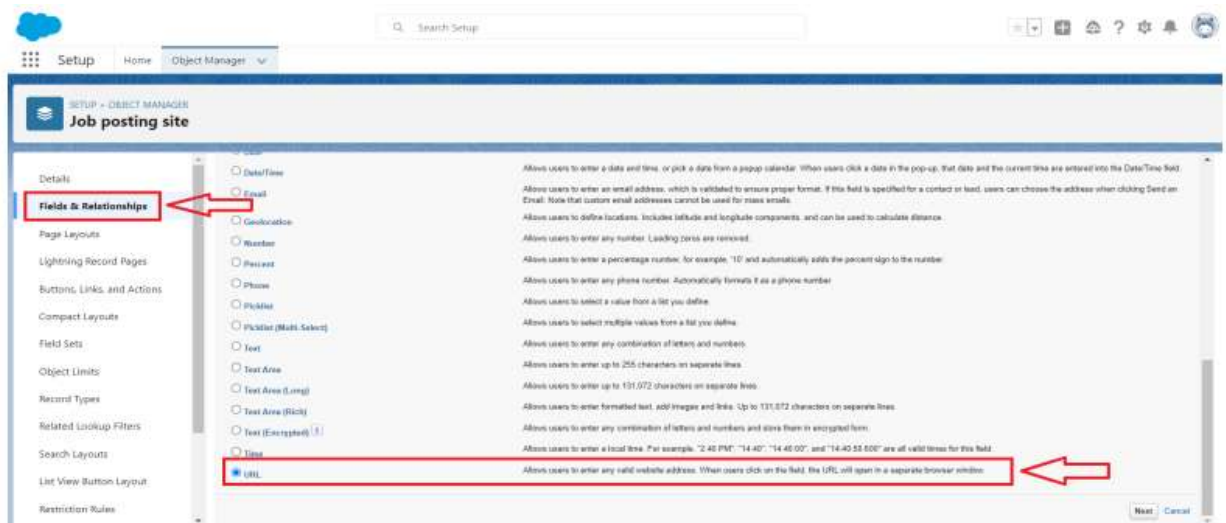 Search Setup
Setup
Home
Object Manager
SETUP > OBJECT MANAGER
Job posting site
Details
Fields & Relationships
Page Layouts
Lightning Record Pages
Buttons, Links, and Actions
Compact Layouts
Field Sets
Object Limits
Record Types
Related Lookup Filters
Search Layouts
List View Button Layout
Restriction Rules
Date/Time Allows users to enter a date and time, or pick a date from a popup calendar. When users click a date in the pop-up, that date and the current time are entered into the Date/Time field.
Email Allows users to enter an email address, which is validated to ensure proper format. If this field is specified for a contact or lead, users can choose the address when clicking Send an
Email. Note that custom email addresses cannot be used for mass emails.
Geolocation Allows users to define locations. Includes latitude and longitude components, and can be used to calculate distance.
Number Allows users to enter any number. Leading zeros are removed.
Percent Allows users to enter a percentage number, for example, '10' and automatically adds the percent sign to the number.
Phone Allows users to enter any phone number. Automatically formats it as a phone number
Picklist Allows users to select a value from a list you define.
Picklist (Multi-Select) Allows users to select multiple values from a list you define.
Text Allows users to enter any combination of letters and numbers.
Text Area Allows users to enter up to 255 characters on separate lines.
Text Area (Long) Allows users to enter up to 131,072 characters on separate lines.
Text Area (Rich) Allows users to enter formatted text, add images and links. Up to 131,072 characters on separate lines.
Text (Encrypted) Allows users to enter any combination of letters and numbers and store them in encrypted form.
Time Allows users to enter a local time. For example, "2:40 PM", "14:40", "14:40:00", and "14:40:50.600" are all valid times for this field.
URL Allows users to enter any valid website address. When users click on the field, the URL will open in a separate browser window.
Next Cancel